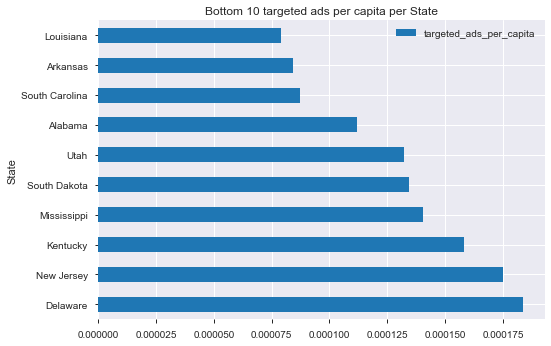 Bottom 10 targeted ads per capita per State
targeted_ads_per_capita
Louisiana
Arkansas
South Carolina
Alabama
Utah
South Dakota
Mississippi
Kentucky
New Jersey
Delaware
State
0.000000 0.000025 0.000050 0.000075 0.000100 0.000125 0.000150 0.000175